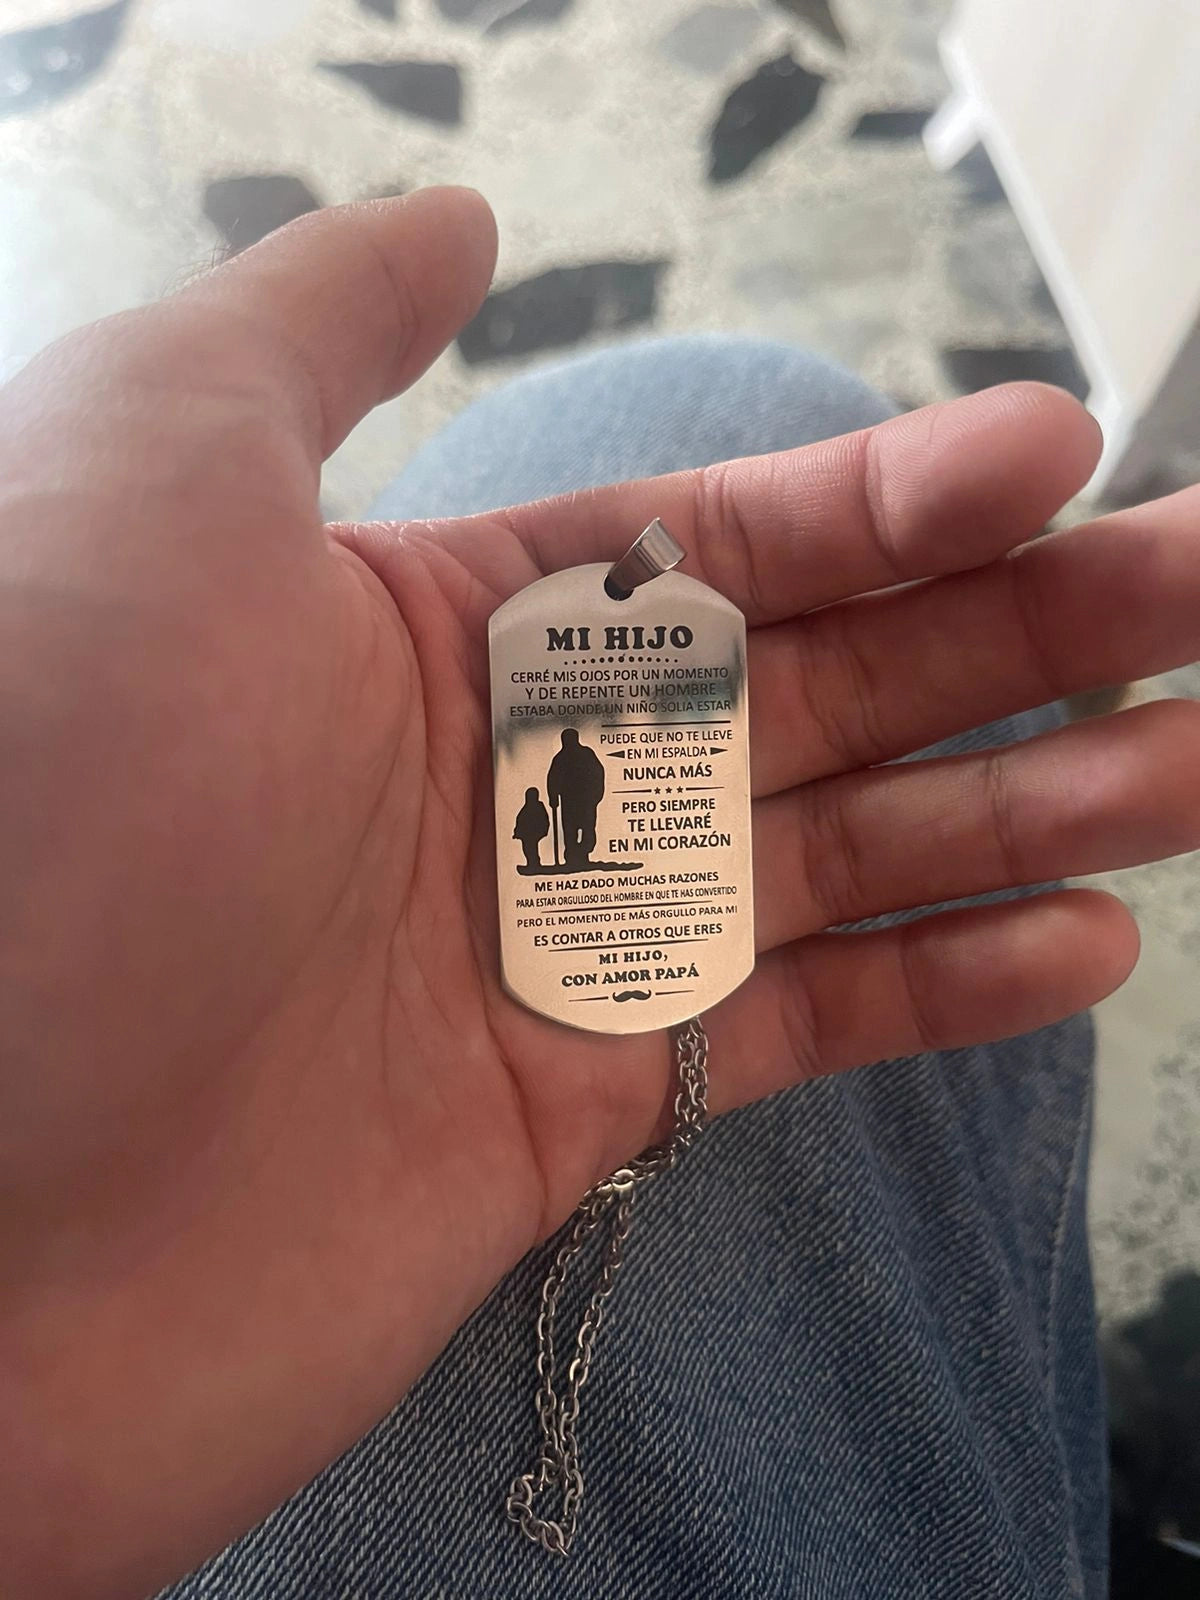 MI HIJO
CERRÉ MIS OJOS POR UN MOMENTO
Y DE REPENTE UN HOMBRE
ESTABA DONDE UN NIÑO SOLIA ESTAR
PUEDE QUE NO TE LLEVE
EN MI ESPALDA
NUNCA MÁS
PERO SIEMPRE
TE LLEVARÉ
EN MI CORAZÓN
ME HAZ DADO MUCHAS RAZONES
PARA ESTAR ORGULLOSO DEL HOMBRE EN QUE TE HAS CONVERTIDO
PERO EL MOMENTO DE MÁS ORGULLO PARA MI
ES CONTAR A OTROS QUE ERES
MI HIJO,
CON AMOR PAPÁ